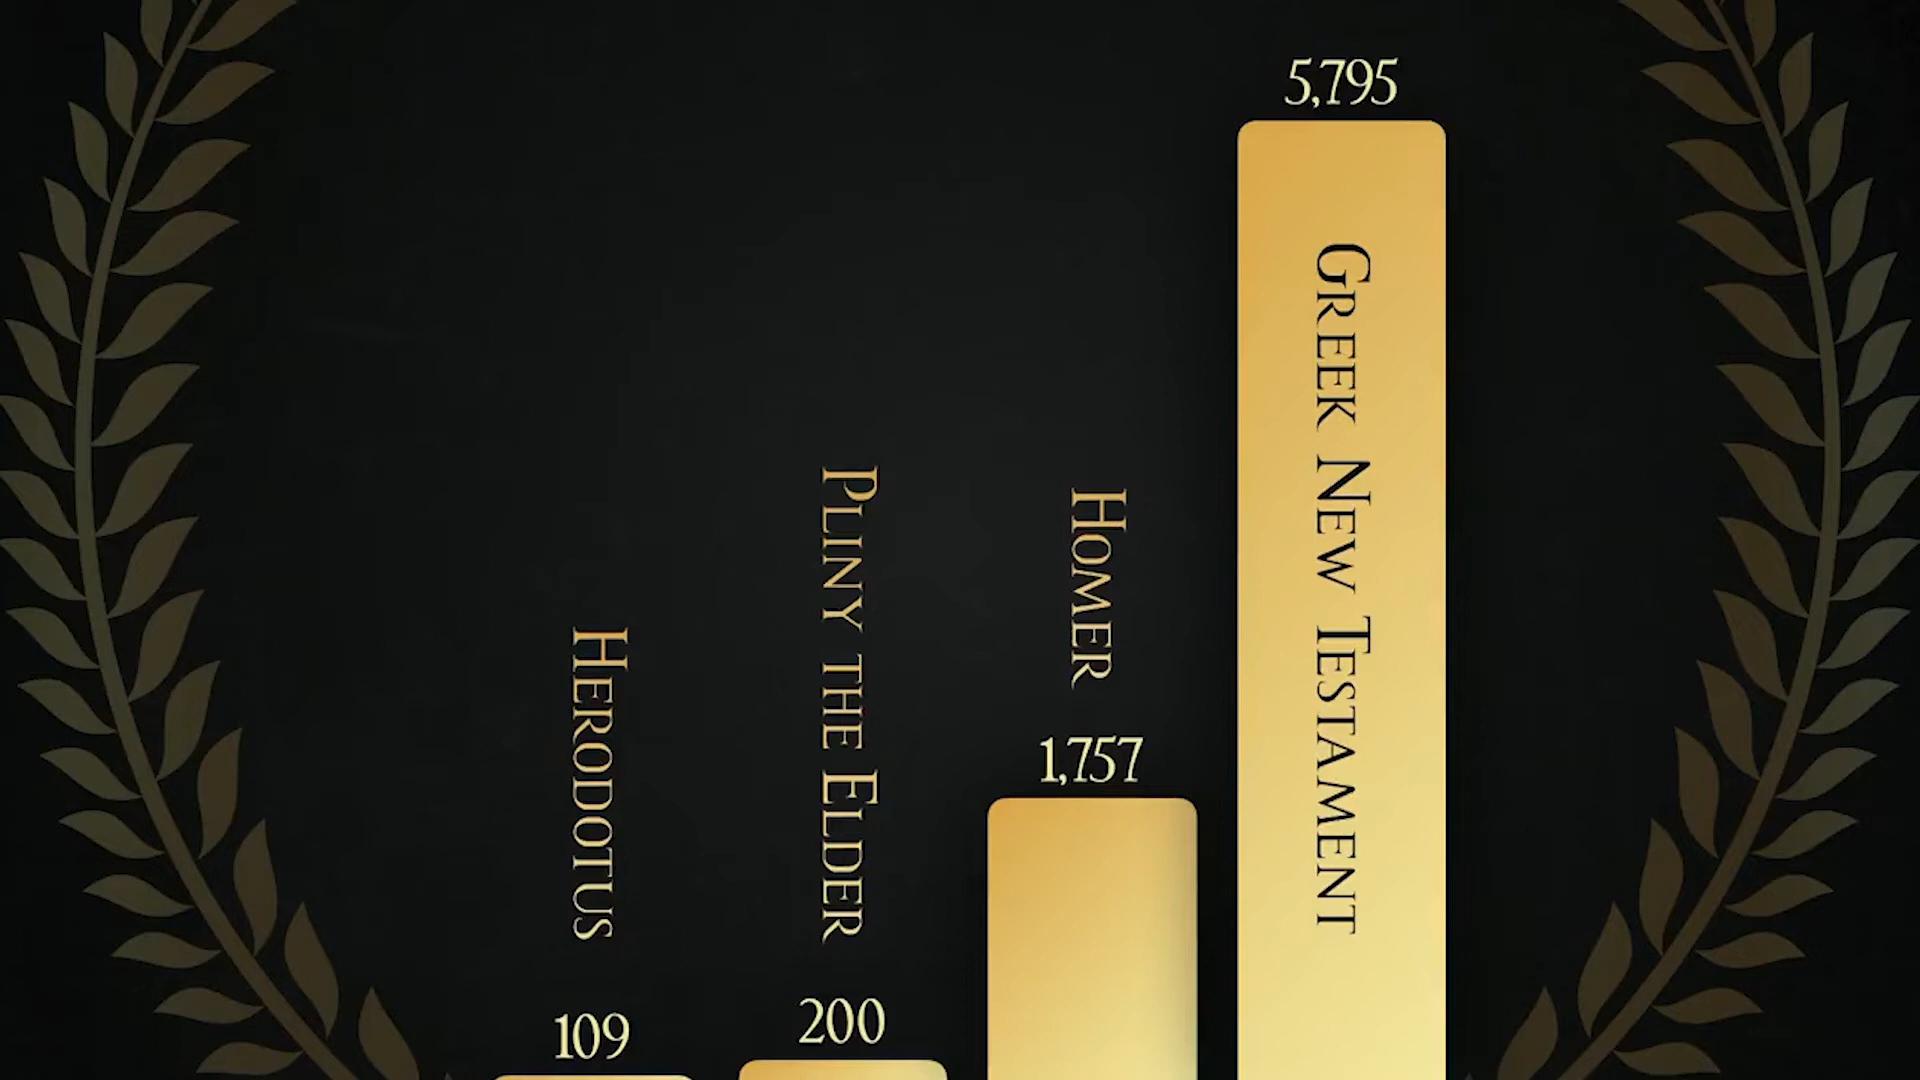 Herodotus
109
Pliny the Elder
200
Homer
1,757
Greek New Testament
5,795